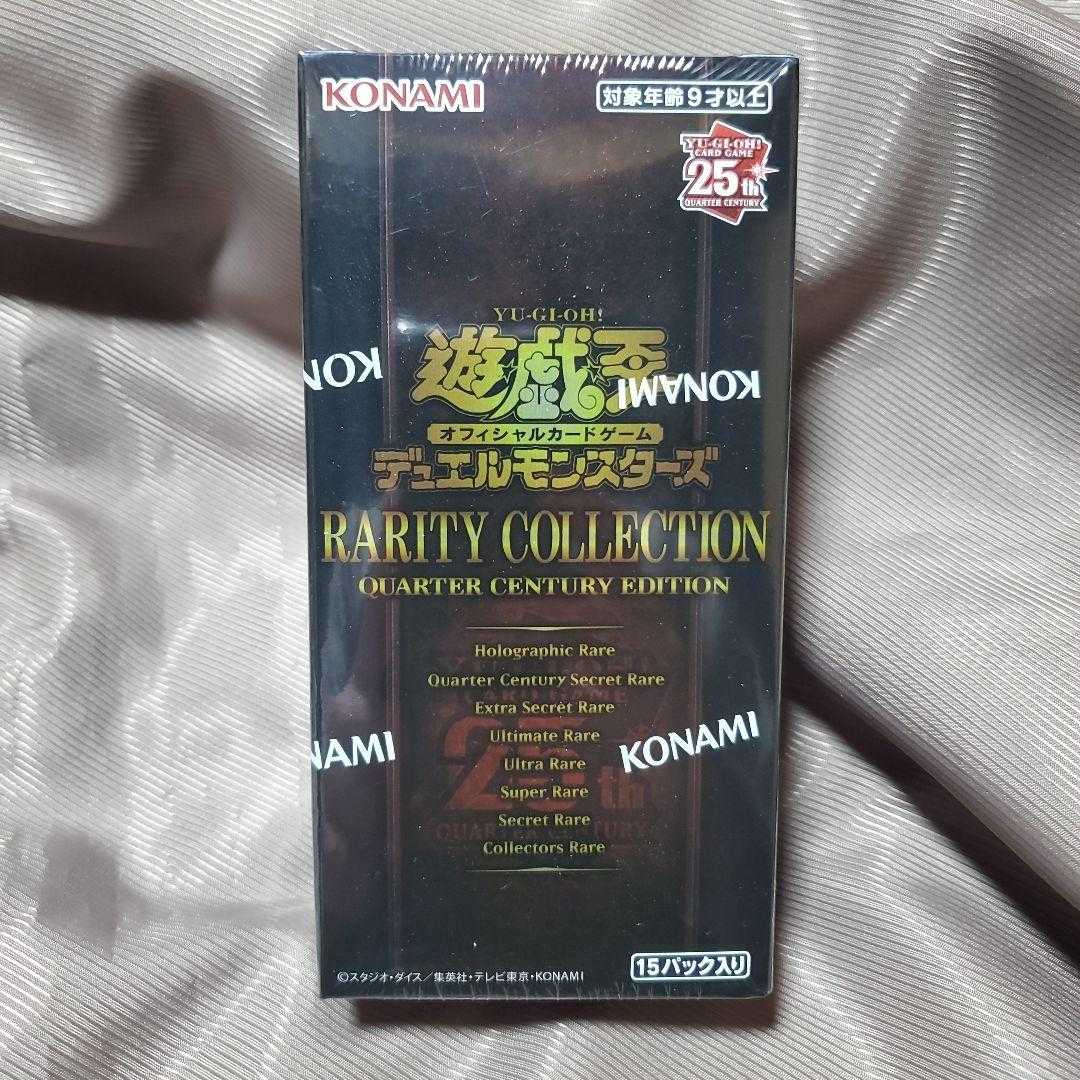 KONAMI
対象年齢9才以上
YU-GI-OH!
CARD GAME
25th
QUARTER CENTURY
YU-GI-OH!
遊戯王
KONAMI
オフィシャルカードゲーム
デュエルモンスターズ
RARITY COLLECTION
QUARTER CENTURY EDITION
Holographic Rare
Quarter Century Secret Rare
Extra Secret Rare
Ultimate Rare
Ultra Rare
Super Rare
Secret Rare
Collectors Rare
NAMI
KONAMI
25th
QUARTER CENTURY
©スタジオ・ダイス/集英社・テレビ東京・KONAMI
15パック入り